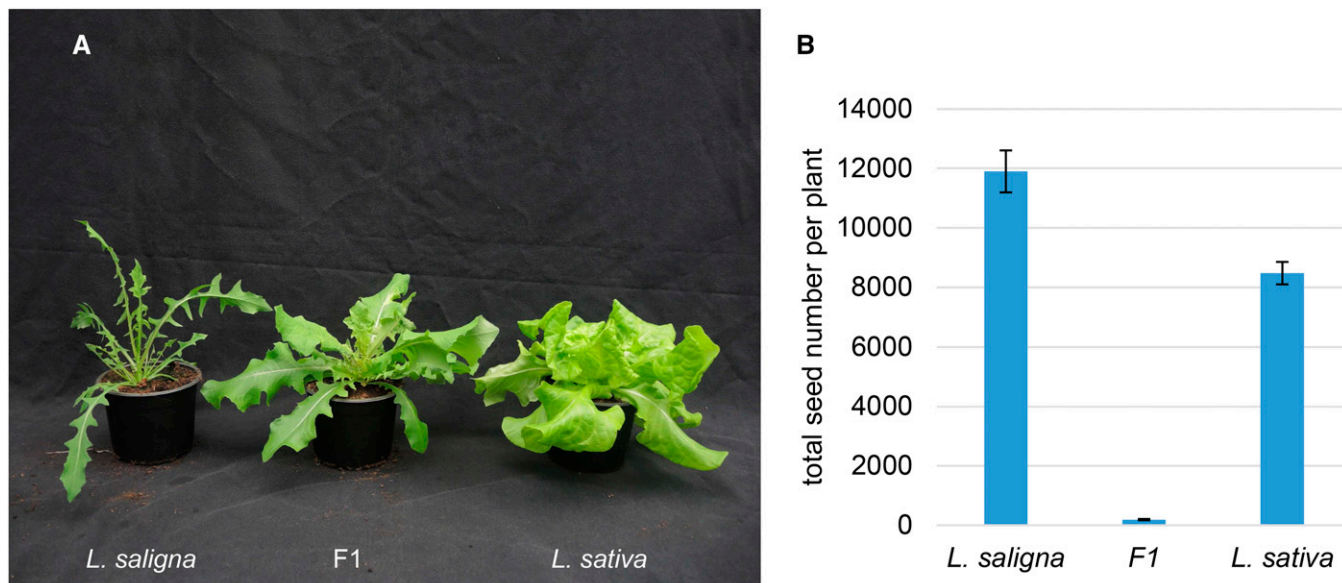 A
L. saligna
F1
L. sativa
B
total seed number per plant
14000
12000
10000
8000
6000
4000
2000
0
L. saligna
F1
L. sativa